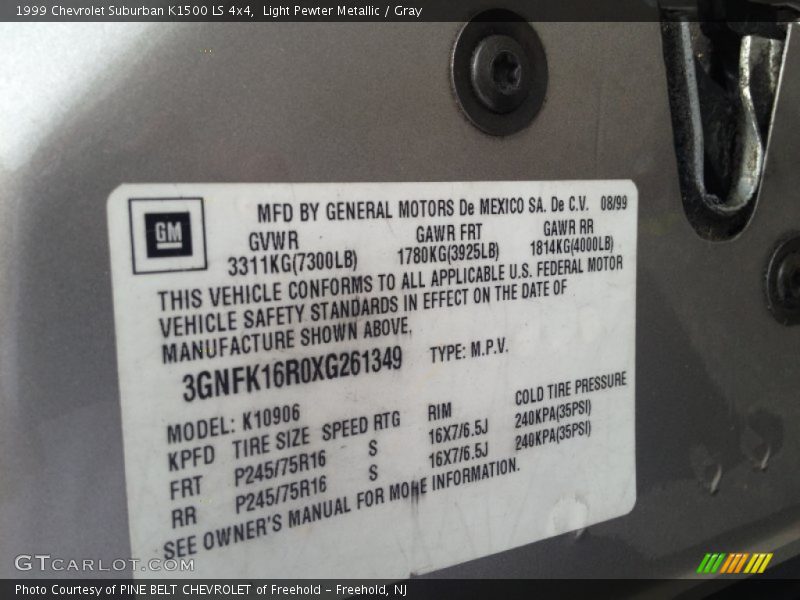 1999 Chevrolet Suburban K1500 LS 4x4, Light Pewter Metallic / Gray
GM
MFD BY GENERAL MOTORS De MEXICO SA. De C.V. 08/99
GVWR GAWR FRT GAWR RR
3311KG(7300LB) 1780KG(3925LB) 1814KG(4000LB)
THIS VEHICLE CONFORMS TO ALL APPLICABLE U.S. FEDERAL MOTOR
VEHICLE SAFETY STANDARDS IN EFFECT ON THE DATE OF
MANUFACTURE SHOWN ABOVE.
3GNFK16R0XG261349 TYPE: M.P.V.
MODEL: K10906
KPFD TIRE SIZE SPEED RTG RIM COLD TIRE PRESSURE
FRT P245/75R16 S 16X7/6.5J 240KPA(35PSI)
RR P245/75R16 S 16X7/6.5J 240KPA(35PSI)
SEE OWNER'S MANUAL FOR MORE INFORMATION.
GTCARLOT.COM
Photo Courtesy of PINE BELT CHEVROLET of Freehold - Freehold, NJ